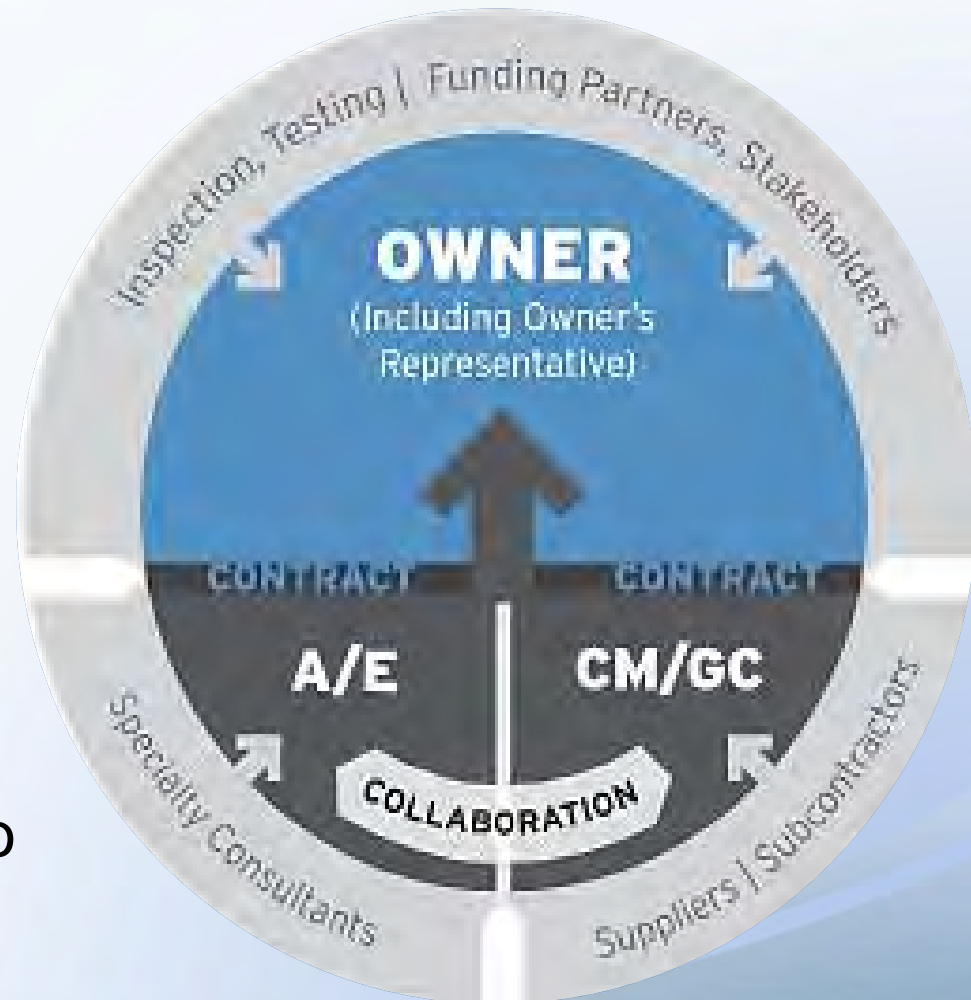 Inspection, Testing | Funding Partners, Stakeholders
OWNER
(Including Owner's
Representative)
CONTRACT CONTRACT
A/E CM/GC
COLLABORATION
Specialty Consultants
Suppliers | Subcontractors
o